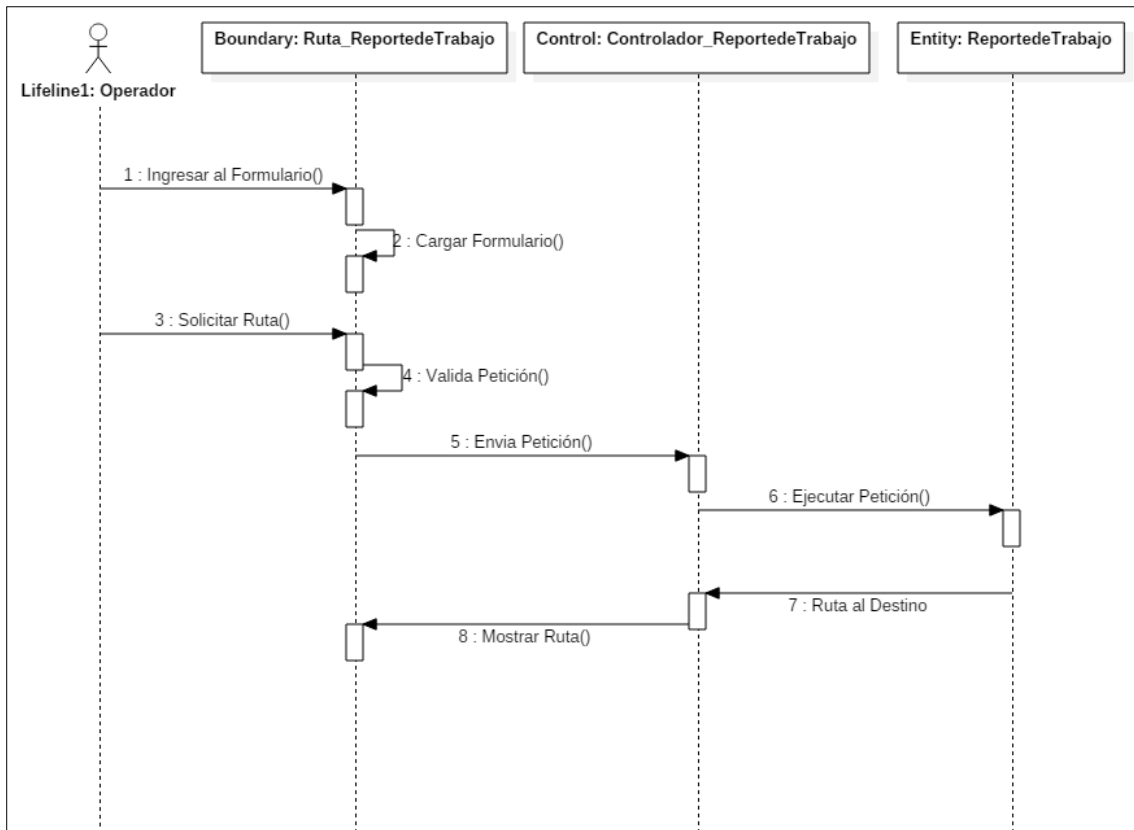 Boundary: Ruta_ReportedeTrabajo
Control: Controlador_ReportedeTrabajo
Entity: ReportedeTrabajo
Lifeline1: Operador
1 : Ingresar al Formulario()
2 : Cargar Formulario()
3 : Solicitar Ruta()
4 : Valida Petición()
5 : Envia Petición()
6 : Ejecutar Petición()
7 : Ruta al Destino
8 : Mostrar Ruta()